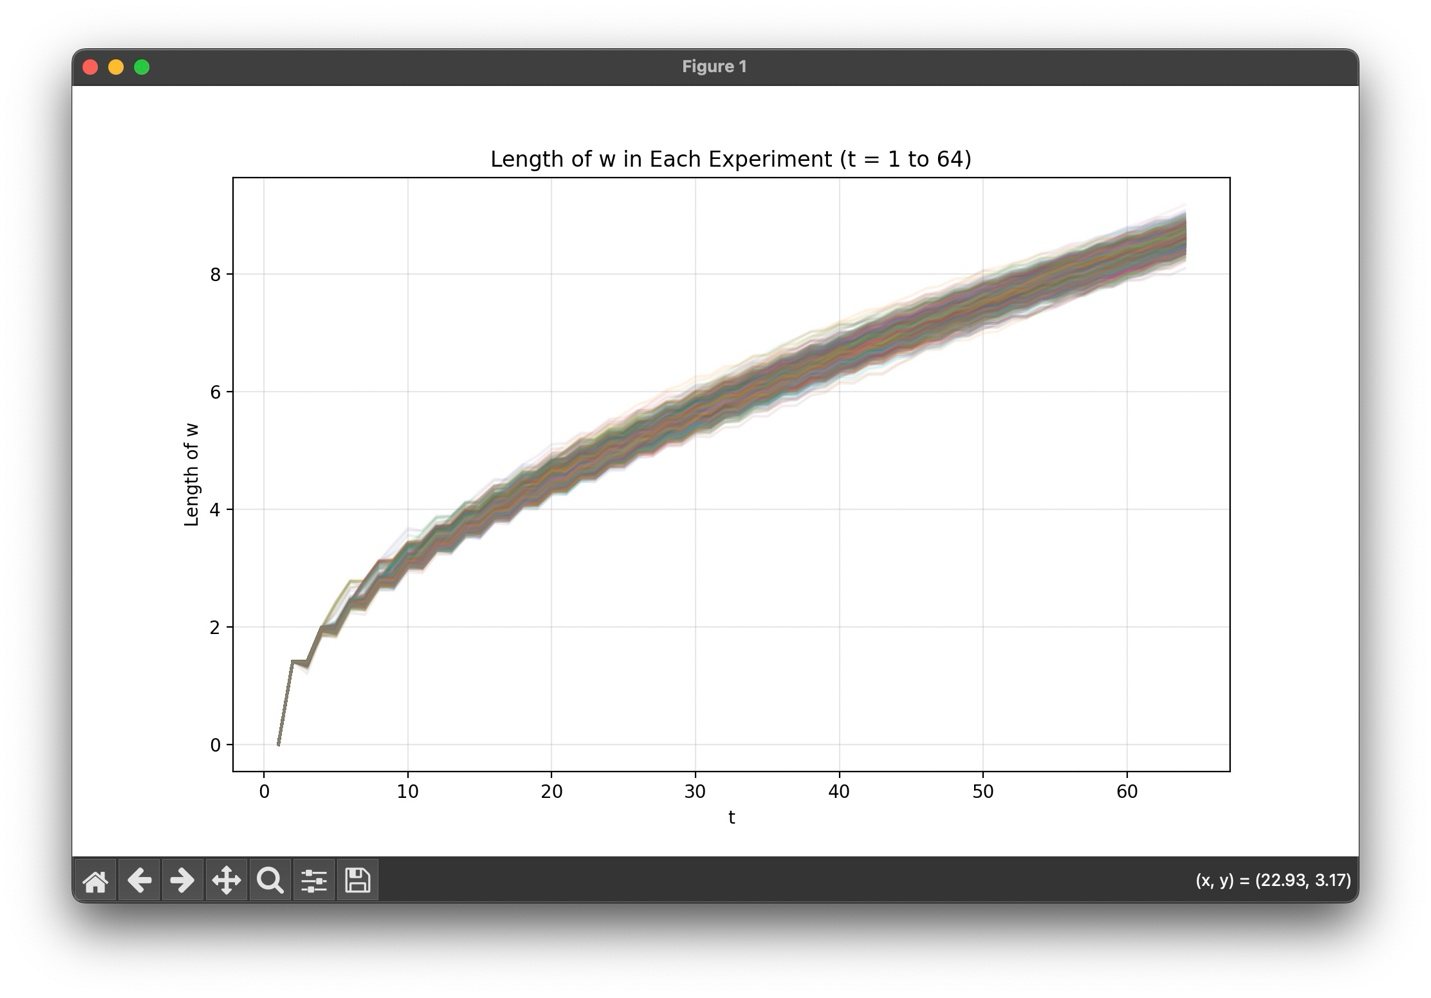 Figure 1
Length of w in Each Experiment (t = 1 to 64)
Length of w
8
6
4
2
0
0 10 20 30 40 50 60
t
(x, y) = (22.93, 3.17)